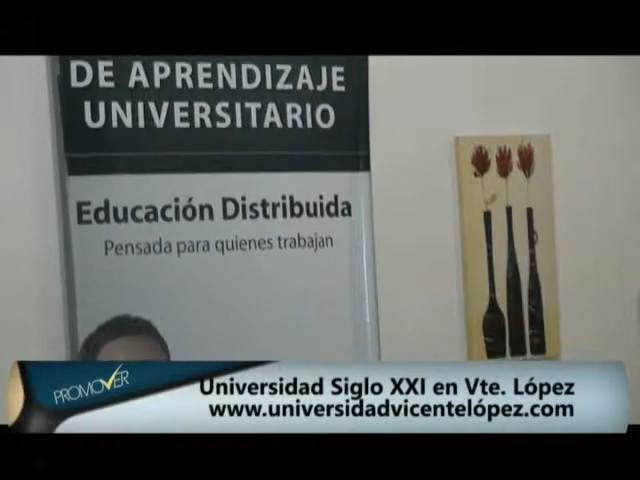 DE APRENDIZAJE
UNIVERSITARIO
Educación Distribuida
Pensada para quienes trabajan
PROMOVER
Universidad Siglo XXI en Vte. López
www.universidadvicentelópez.com